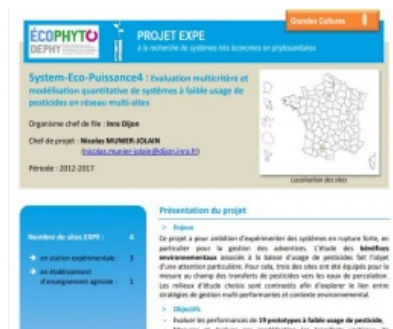 Grandes Cultures
ÉCOPHYTO
DEPHY
PROJET EXPE
à la recherche de systèmes très économes en phytosanitaires
System-Eco-Puissance4 : Evaluation multicritère et
modélisation quantitative de systèmes à faible usage de
pesticides en réseau multi-sites
Organisme chef de file : Inra Dijon
Chef de projet : Nicolas MUNIER-JOLAIN
(nicolas.munier-jolain@dijon.inra.fr)
Période : 2012-2017
Localisation des sites
Nombre de sites EXPE : 4
en station expérimentale : 3
en établissement
d'enseignement agricole : 1
Présentation du projet
> Enjeux
Ce projet a pour ambition d'expérimenter des systèmes en rupture forte, en
particulier pour la gestion des adventices. L'étude des bénéfices
environnementaux associés à la baisse d'usage de pesticides fait l'objet
d'une attention particulière. Pour cela, trois des sites ont été équipés pour la
mesure au champ des transferts de pesticides vers les eaux de percolation.
Les milieux d'étude choisis sont contrastés afin d'explorer le lien entre
stratégies de gestion multi-performantes et contexte environnemental.
> Objectifs
- Evaluer les performances de 19 prototypes à faible usage de pesticide,